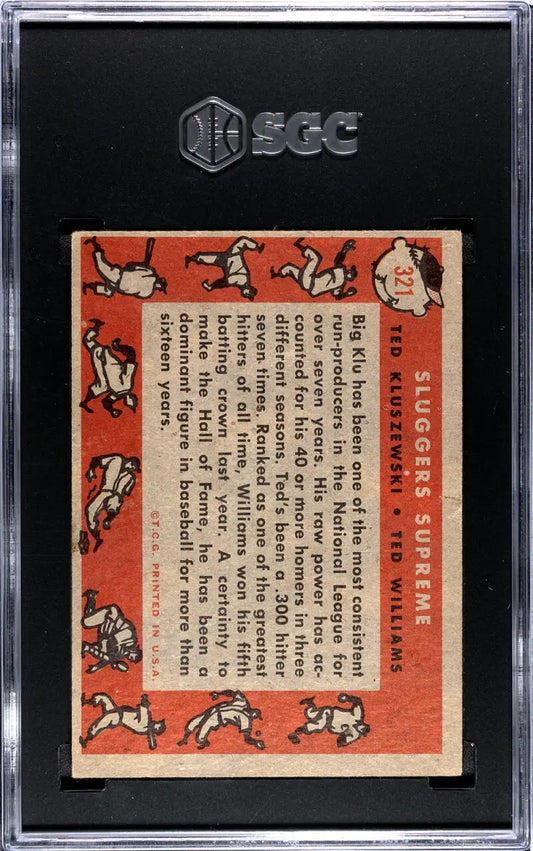 SGC
321
SLUGGERS SUPREME
TED KLUSZEWSKI • TED WILLIAMS
Big Klu has been one of the most consistent
run-producers in the National League for
over seven years. His raw power has ac-
counted for his 40 or more homers in three
different seasons. Ted's been a .300 hitter
seven times. Ranked as one of the greatest
hitters of all time, Williams won his fifth
batting crown last year. A certainty to
make the Hall of Fame, he has been a
dominant figure in baseball for more than
sixteen years.
©T.C.G. PRINTED IN U.S.A